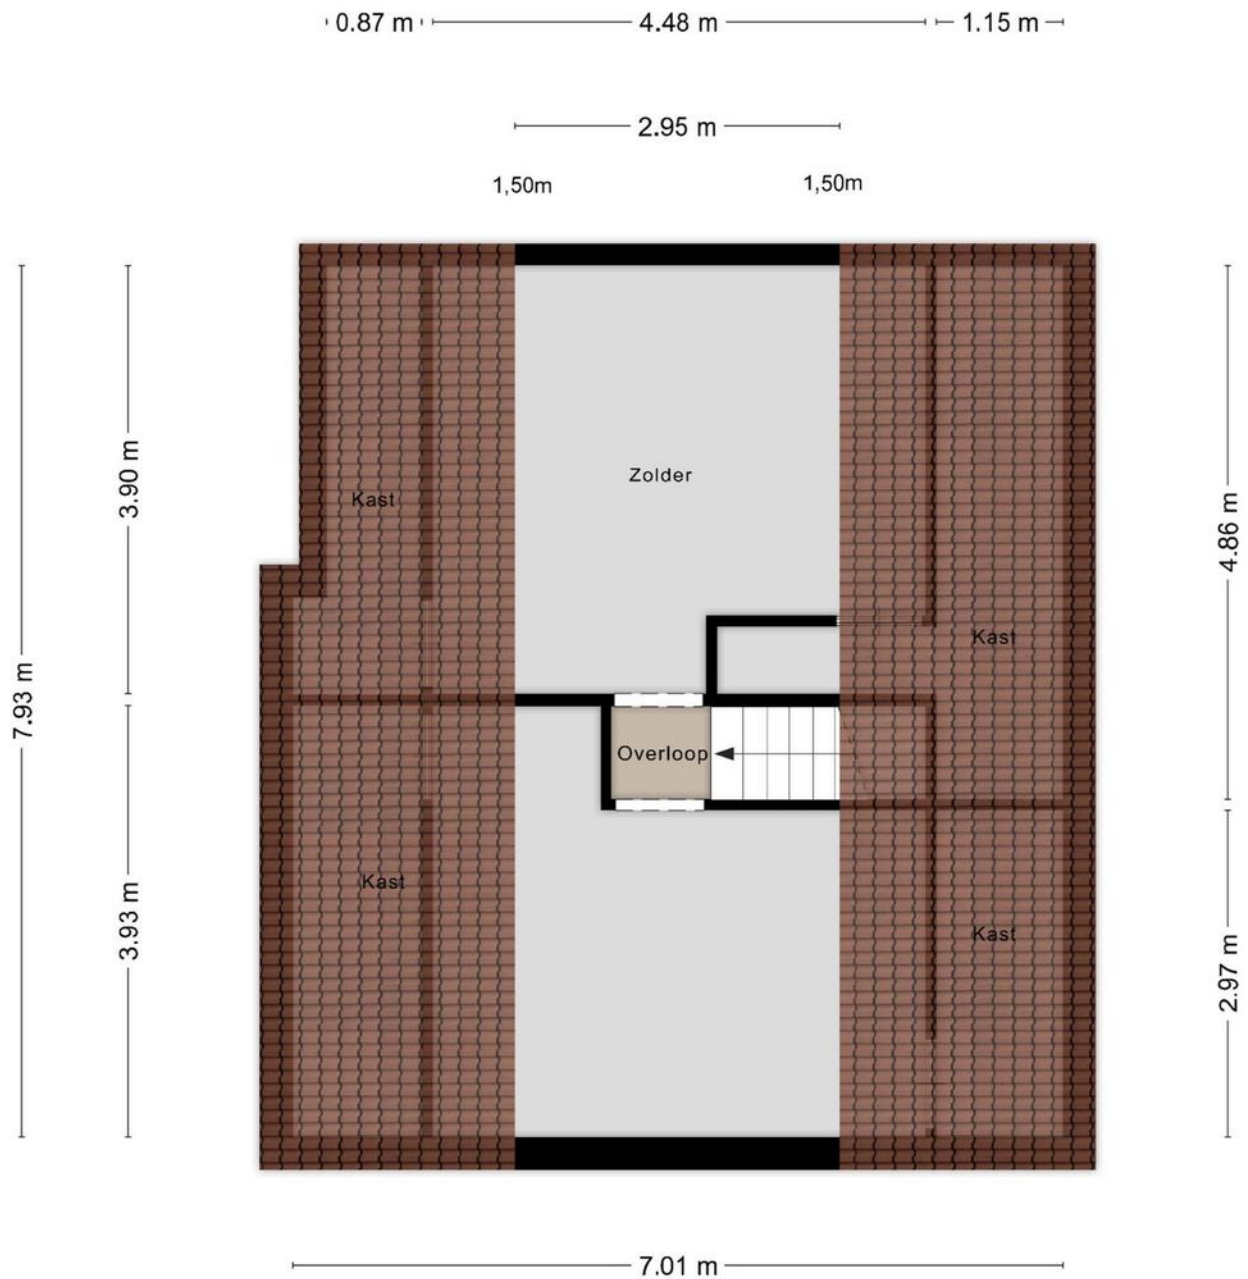 0.87 m
4.48 m
1.15 m
2.95 m
1,50m
1,50m
Zolder
Kast
3.90 m
4.86 m
Kast
7.93 m
Overloop
Kast
3.93 m
Kast
2.97 m
7.01 m